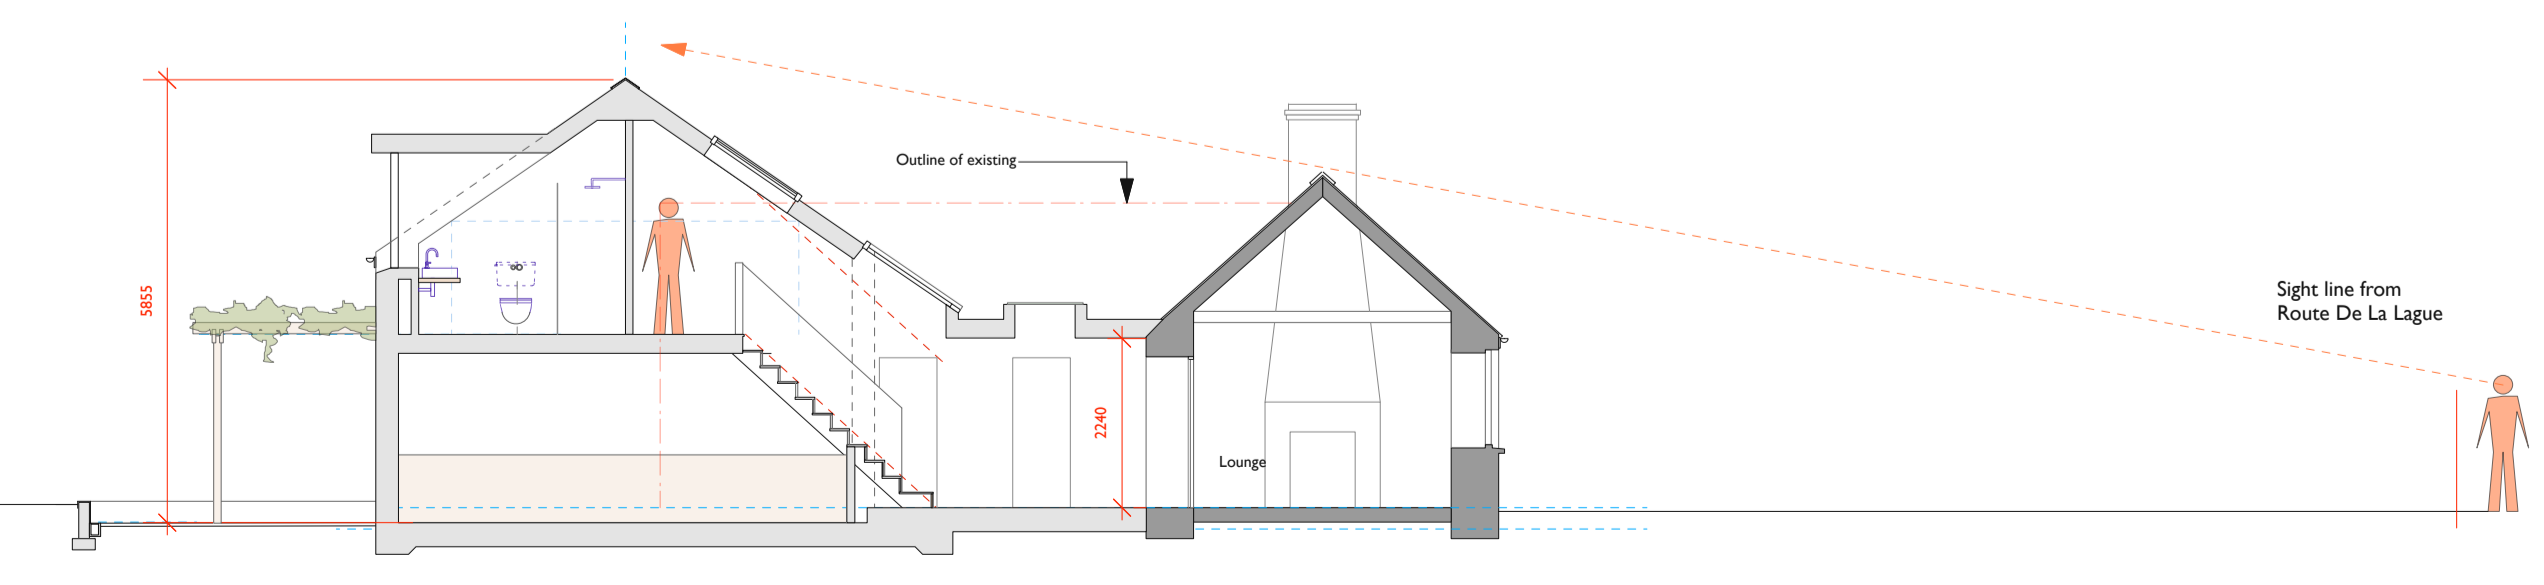 Outline of existing
5855
Sight line from
Route De La Lague
2240
Lounge